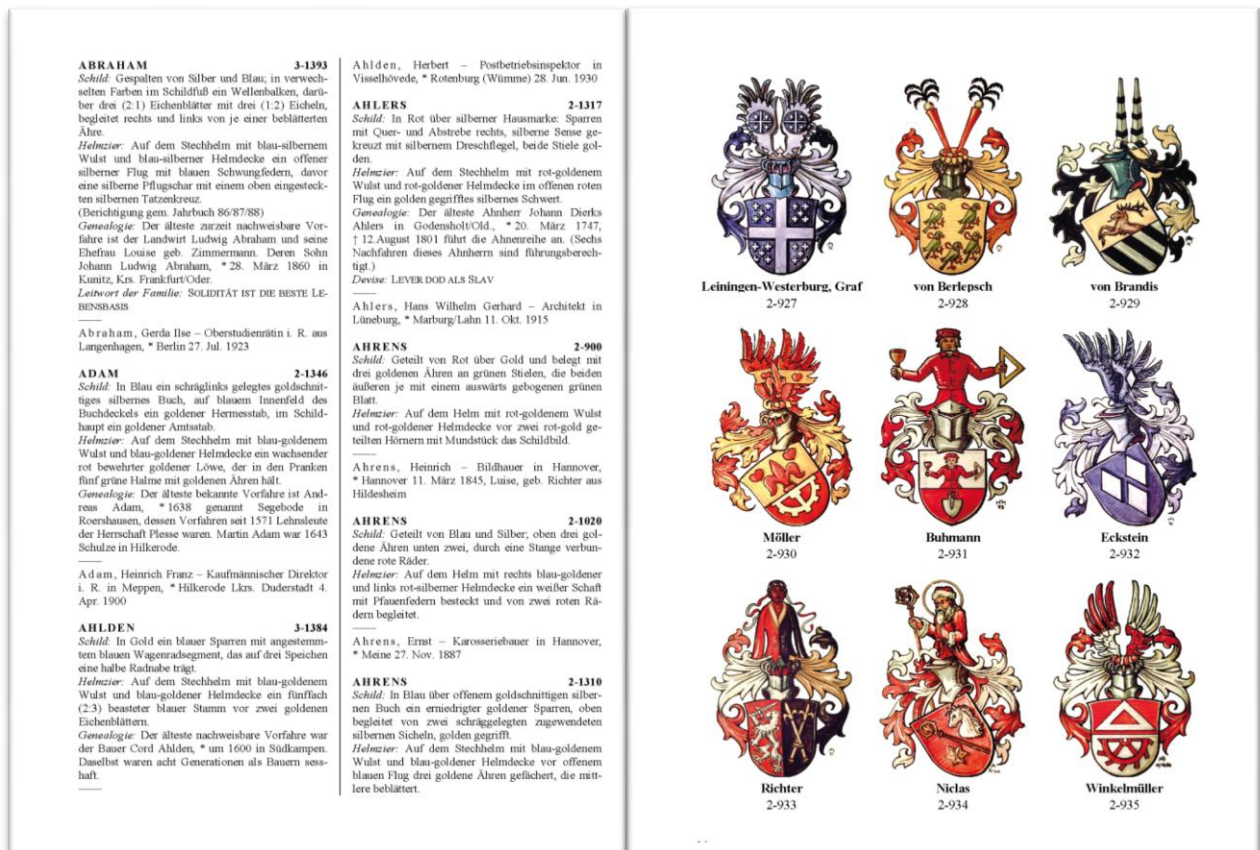 ABRAHAM 3-1393
Schild: Gespalten von Silber und Blau; in verwech-
selten Farben im Schildfuß ein Wellenbalken, darü-
ber drei (2:1) Eichenblätter mit drei (1:2) Eicheln,
begleitet rechts und links von je einer beblätterten
Ähre.
Helmzier: Auf dem Stechhelm mit blau-silbernem
Wulst und blau-silberner Helmdecke ein offener
silberner Flug mit blauen Schwungfedern, davor
eine silberne Pflugschar mit einem oben eingesteck-
ten silbernen Tatzenkreuz.
(Berichtigung gem. Jahrbuch 86/87/88)
Genealogie: Der älteste zurzeit nachweisbare Vor-
fahre ist der Landwirt Ludwig Abraham und seine
Ehefrau Louise geb. Zimmermann. Deren Sohn
Johann Ludwig Abraham, * 28. März 1860 in
Kunitz, Krs. Frankfurt/Oder.
Leitwort der Familie: SOLIDITÄT IST DIE BESTE LE-
BENSBASIS
Abraham, Gerda Ilse – Oberstudienrätin i. R. aus
Langenhagen, * Berlin 27. Jul. 1923
ADAM 2-1346
Schild: In Blau ein schräglinks gelegtes goldschnit-
tiges silbernes Buch, auf blauem Innenfeld des
Buchdeckels ein goldener Hermesstab, im Schild-
haupt ein goldener Amtsstab.
Helmzier: Auf dem Stechhelm mit blau-goldenem
Wulst und blau-goldener Helmdecke ein wachsender
rot bewehrter goldener Löwe, der in den Pranken
fünf grüne Halme mit goldenen Ähren hält.
Genealogie: Der älteste bekannte Vorfahre ist And-
reas Adam, *1638 genannt Segebode in
Roershausen, dessen Vorfahren seit 1571 Lehnsleute
der Herrschaft Plesse waren. Martin Adam war 1643
Schulze in Hilkerode.
Adam, Heinrich Franz – Kaufmännischer Direktor
i. R. in Meppen, * Hilkerode Lkrs. Duderstadt 4.
Apr. 1900
AHLDEN 3-1384
Schild: In Gold ein blauer Sparren mit angestemm-
tem blauen Wagenradsegment, das auf drei Speichen
eine halbe Radnabe trägt.
Helmzier: Auf dem Stechhelm mit blau-goldenem
Wulst und blau-goldener Helmdecke ein fünffach
(2:3) beasteter blauer Stamm vor zwei goldenen
Eichenblättern.
Genealogie: Der älteste nachweisbare Vorfahre war
der Bauer Cord Ahlden, * um 1600 in Südkampen.
Daselbst waren acht Generationen als Bauern sess-
haft.
Ahlden, Herbert – Postbetriebsinspektor in
Visselhövede, * Rotenburg (Wümme) 28. Jun. 1930
AHLERS 2-1317
Schild: In Rot über silberner Hausmarke: Sparren
mit Quer- und Abstrebe rechts, silberne Sense ge-
kreuzt mit silbernem Dreschflegel, beide Stiele gol-
den.
Helmzier: Auf dem Stechhelm mit rot-goldenem
Wulst und rot-goldener Helmdecke im offenen roten
Flug ein golden gegrifftes silbernes Schwert.
Genealogie: Der älteste Ahnherr Johann Dierks
Ahlers in Godensholt/Old., * 20. März 1747,
† 12.August 1801 führt die Ahnenreihe an. (Sechs
Nachfahren dieses Ahnherrn sind führungsberech-
tigt.)
Devise: LEVER DOD ALS SLAV
Ahlers, Hans Wilhelm Gerhard – Architekt in
Lüneburg, * Marburg/Lahn 11. Okt. 1915
AHRENS 2-900
Schild: Geteilt von Rot über Gold und belegt mit
drei goldenen Ähren an grünen Stielen, die beiden
äußeren je mit einem auswärts gebogenen grünen
Blatt.
Helmzier: Auf dem Helm mit rot-goldenem Wulst
und rot-goldener Helmdecke vor zwei rot-gold ge-
teilten Hörnern mit Mundstück das Schildbild.
Ahrens, Heinrich – Bildhauer in Hannover,
* Hannover 11. März 1845, Luise, geb. Richter aus
Hildesheim
AHRENS 2-1020
Schild: Geteilt von Blau und Silber; oben drei gol-
dene Ähren unten zwei, durch eine Stange verbun-
dene rote Räder.
Helmzier: Auf dem Helm mit rechts blau-goldener
und links rot-silberner Helmdecke ein weißer Schaft
mit Pfauenfedern besteckt und von zwei roten Rä-
dern begleitet.
Ahrens, Ernst – Karosseriebauer in Hannover,
* Meine 27. Nov. 1887
AHRENS 2-1310
Schild: In Blau über offenem goldschnittigen silber-
nen Buch ein erniedrigter goldener Sparren, oben
begleitet von zwei schräggelegten zugewendeten
silbernen Sicheln, golden gegrifft.
Helmzier: Auf dem Stechhelm mit blau-goldenem
Wulst und blau-goldener Helmdecke vor offenem
blauen Flug drei goldene Ähren gefächert, die mitt-
lere beblättert.
Leiningen-Westerburg, Graf
2-927
von Berlepsch
2-928
von Brandis
2-929
Möller
2-930
Buhmann
2-931
Eckstein
2-932
Richter
2-933
Niclas
2-934
Winkelmüller
2-935